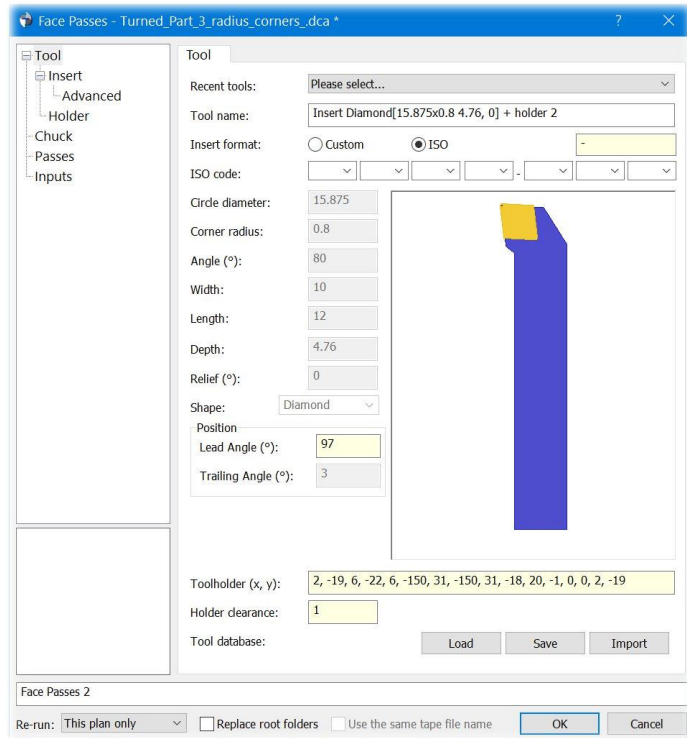 Face Passes - Turned_Part_3_radius_corners_.dca *
Tool
Insert
Advanced
Holder
Chuck
Passes
Inputs
Tool
Recent tools: Please select...
Tool name: Insert Diamond[15.875x0.8 4.76, 0] + holder 2
Insert format: Custom ISO -
ISO code: -
Circle diameter: 15.875
Corner radius: 0.8
Angle (º): 80
Width: 10
Length: 12
Depth: 4.76
Relief (º): 0
Shape: Diamond
Position
Lead Angle (º): 97
Trailing Angle (º): 3
Toolholder (x, y): 2, -19, 6, -22, 6, -150, 31, -150, 31, -18, 20, -1, 0, 0, 2, -19
Holder clearance: 1
Tool database: Load Save Import
Face Passes 2
Re-run: This plan only Replace root folders Use the same tape file name OK Cancel